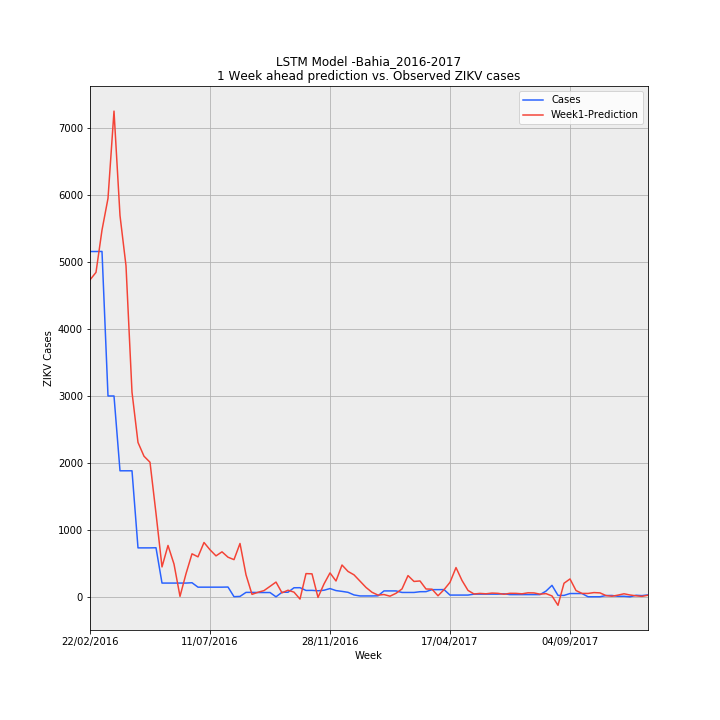 LSTM Model -Bahia_2016-2017
1 Week ahead prediction vs. Observed ZIKV cases
Cases
Week1-Prediction
ZIKV Cases
7000
6000
5000
4000
3000
2000
1000
0
22/02/2016
11/07/2016
28/11/2016
17/04/2017
04/09/2017
Week